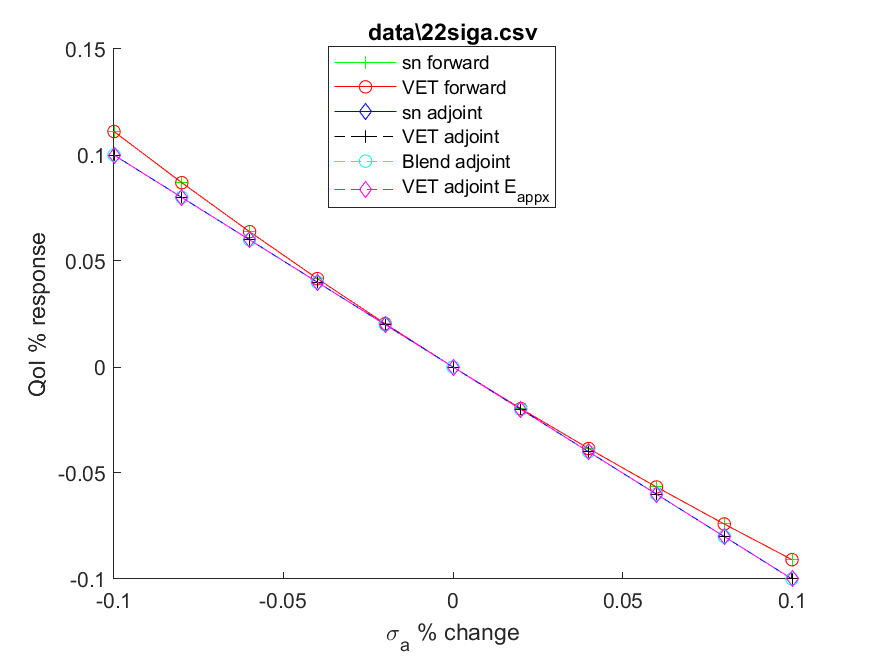 data\22siga.csv
sn forward
VET forward
sn adjoint
VET adjoint
Blend adjoint
VET adjoint E_appx
0.15
0.1
0.05
0
-0.05
-0.1
QoI % response
-0.1
-0.05
0
0.05
0.1
σ_a % change